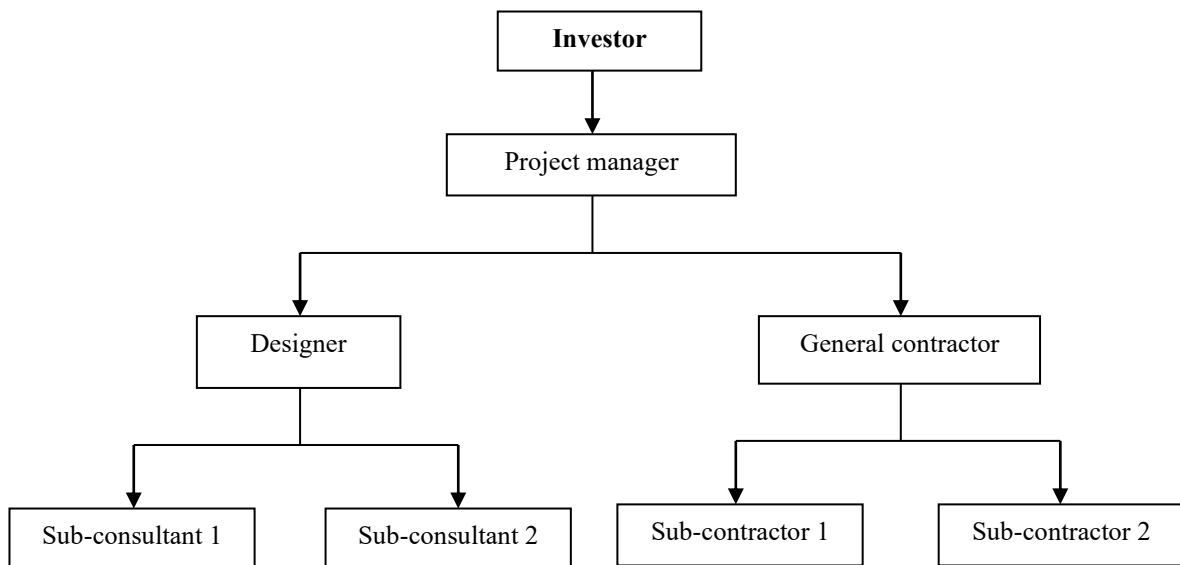 Investor
Project manager
Designer
General contractor
Sub-consultant 1
Sub-consultant 2
Sub-contractor 1
Sub-contractor 2